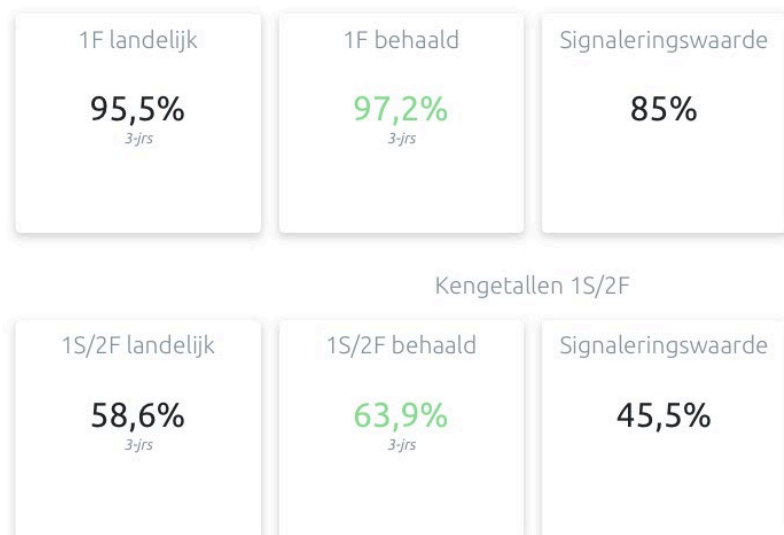 1F landelijk
1F behaald
Signaleringswaarde
95,5%
97,2%
85%
3-jrs
3-jrs
Kengetallen 1S/2F
1S/2F landelijk
1S/2F behaald
Signaleringswaarde
58,6%
63,9%
45,5%
3-jrs
3-jrs